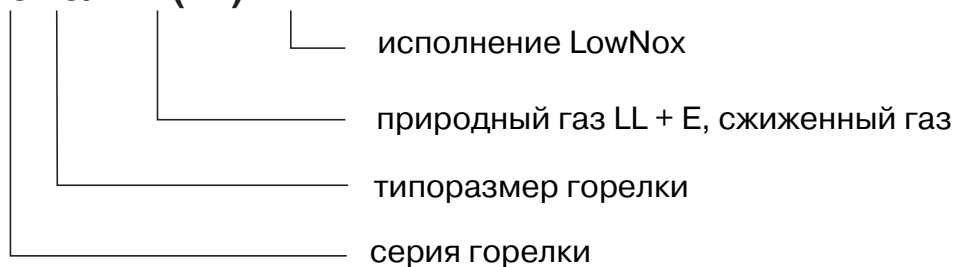 исполнение LowNox
природный газ LL + E, сжиженный газ
типоразмер горелки
серия горелки